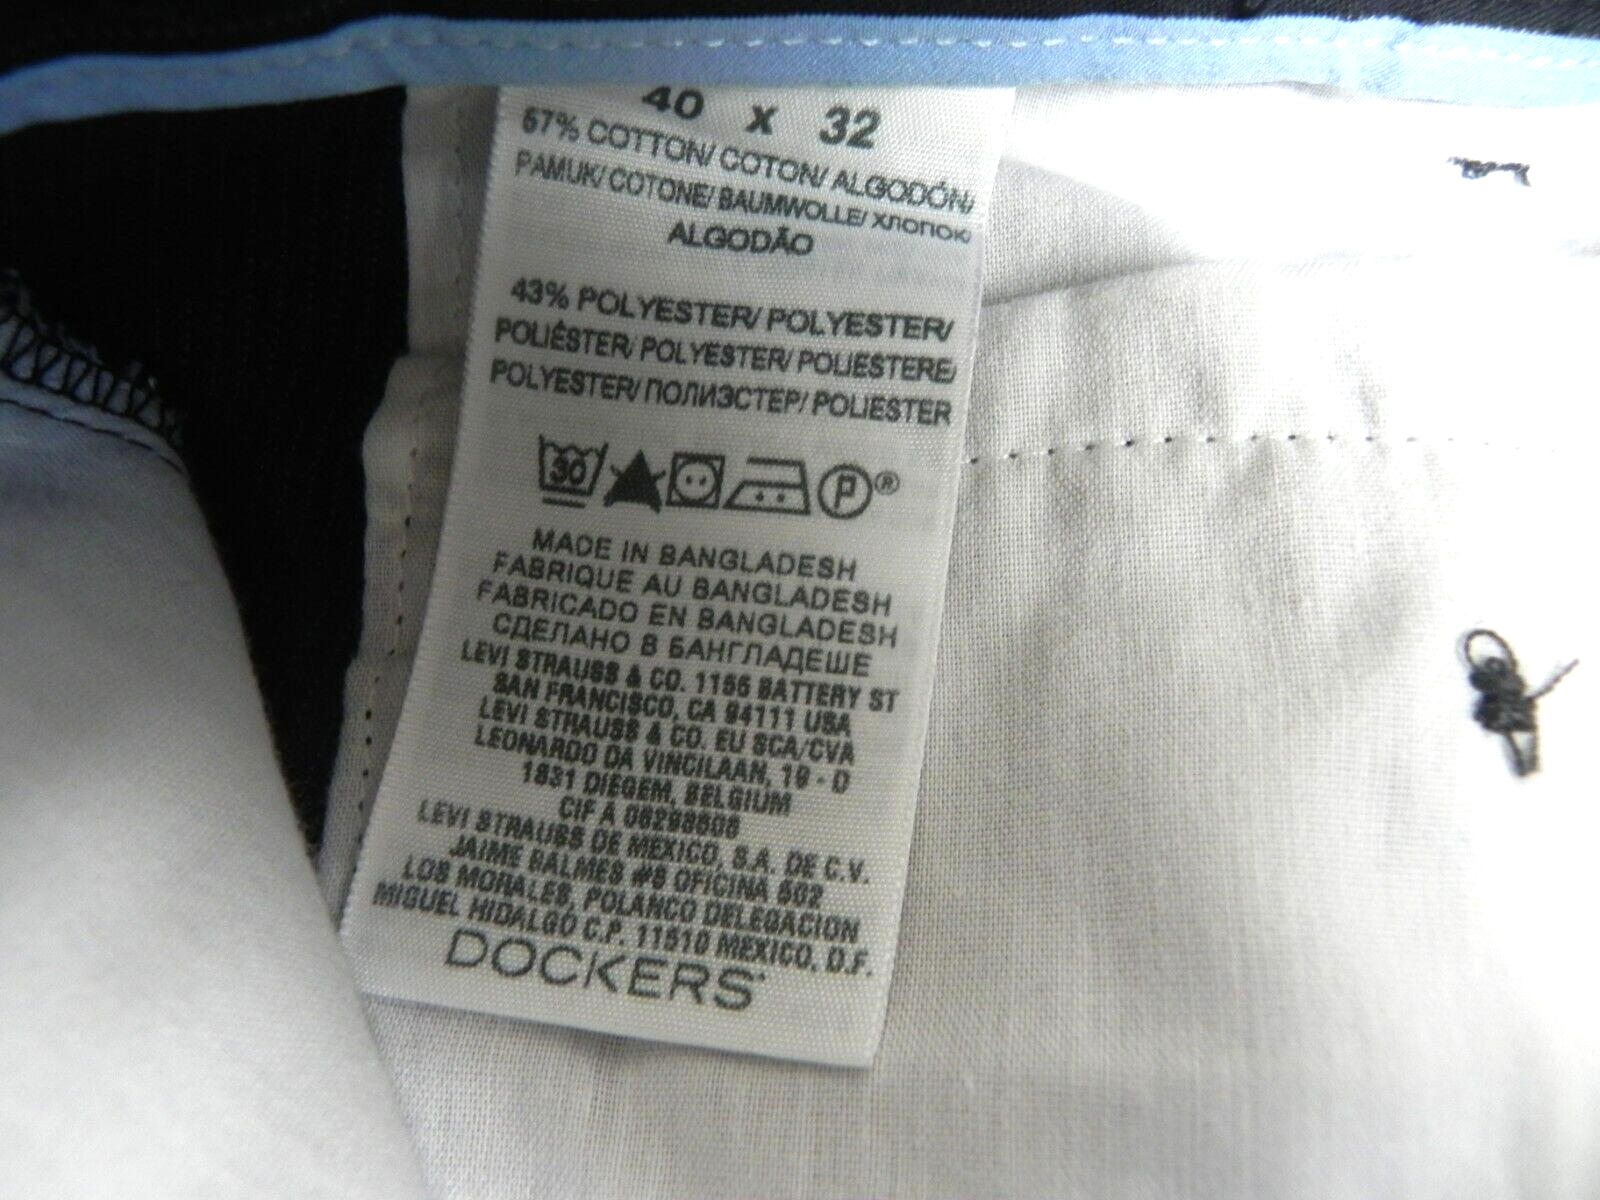 40 x 32
57% COTTON/ COTON/ ALGODÓN/
PAMUK/ COTONE/ BAUMWOLLE/ ХЛОПОК/
ALGODÃO
43% POLYESTER/ POLYESTER/
POLIÉSTER/ POLYESTER/ POLIESTERE/
POLYESTER/ ПОЛИЭСТЕР/ POLIESTER
30 P ®
MADE IN BANGLADESH
FABRIQUE AU BANGLADESH
FABRICADO EN BANGLADESH
СДЕЛАНО В БАНГЛАДЕШЕ
LEVI STRAUSS & CO. 1155 BATTERY ST
SAN FRANCISCO, CA 94111 USA
LEVI STRAUSS & CO. EU SCA/CVA
LEONARDO DA VINCILAAN, 19 - D
1831 DIEGEM, BELGIUM
CIF A 08298608
LEVI STRAUSS DE MEXICO, S.A. DE C.V.
JAIME BALMES #8 OFICINA 502
LOS MORALES, POLANCO DELEGACION
MIGUEL HIDALGO C.P. 11510 MEXICO, D.F.
DOCKERS